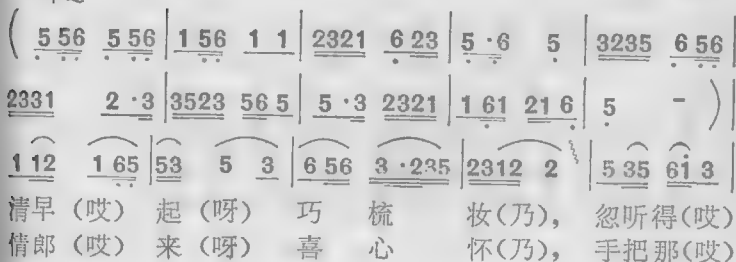 ( 5 56 5 56 | 1 56 1 1 | 2321 6 23 | 5 ·6 5 | 3235 6 56
2331 2 ·3 | 3523 56 5 | 5 ·3 2321 | 1 61 21 6 | 5 - ) |
1 12 1 65 | 53 5 3 | 6 56 3 ·235 | 2312 2 | 5 35 6i 3 |
清早（哎） 起（呀） 巧 梳 妆(乃)， 忽听得(哎)
情郎（哎） 来（呀） 喜 心 怀(乃)， 手把那(哎)